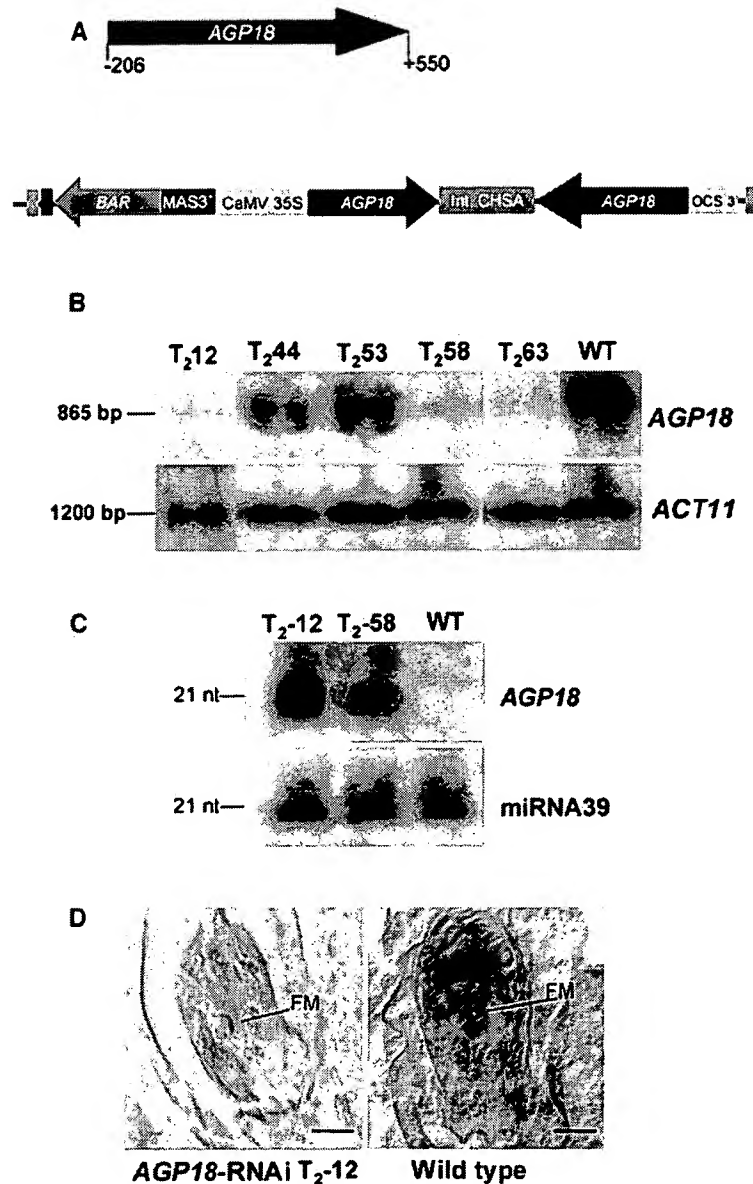 A
AGP18
-206 +550
BAR MAS3' CaMV 35S AGP18 Int. CHSA AGP18 OCS 3'
B
T₂12 T₂44 T₂53 T₂58 T₂63 WT
865 bp AGP18
1200 bp ACT11
C
T₂-12 T₂-58 WT
21 nt AGP18
21 nt miRNA39
D
FM FM
AGP18-RNAi T₂-12 Wild type